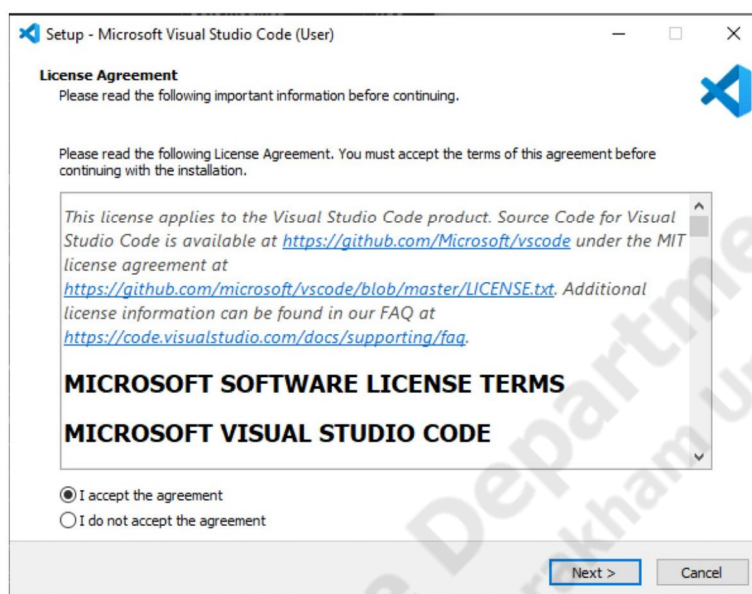 Setup - Microsoft Visual Studio Code (User)
License Agreement
Please read the following important information before continuing.
Please read the following License Agreement. You must accept the terms of this agreement before
continuing with the installation.
This license applies to the Visual Studio Code product. Source Code for Visual
Studio Code is available at https://github.com/Microsoft/vscode under the MIT
license agreement at
https://github.com/microsoft/vscode/blob/master/LICENSE.txt. Additional
license information can be found in our FAQ at
https://code.visualstudio.com/docs/supporting/faq.
MICROSOFT SOFTWARE LICENSE TERMS
MICROSOFT VISUAL STUDIO CODE
I accept the agreement
I do not accept the agreement
Next >
Cancel